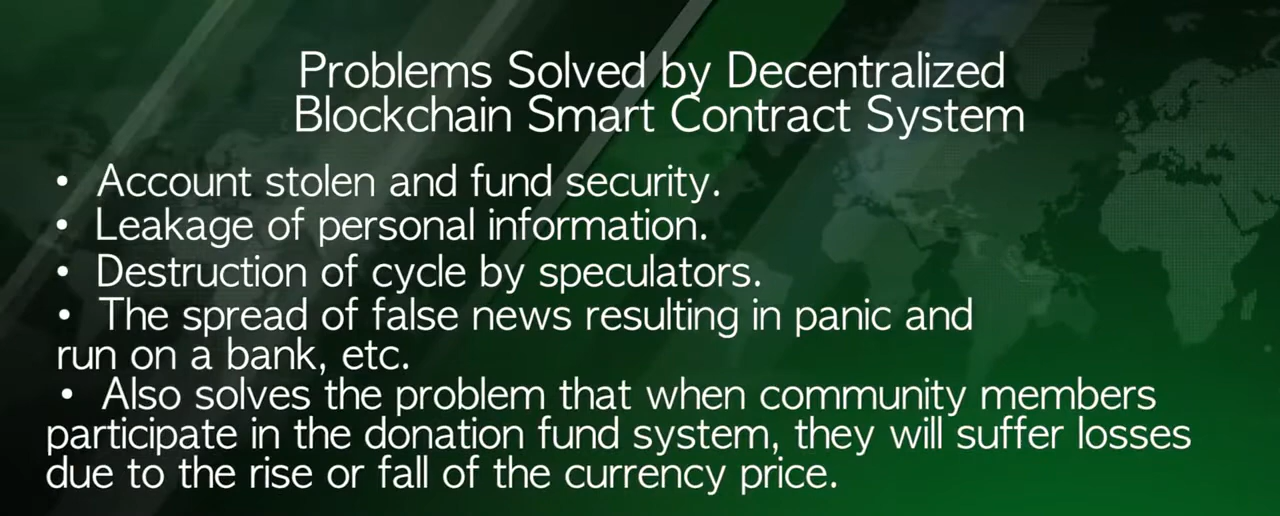 Problems Solved by Decentralized
Blockchain Smart Contract System
• Account stolen and fund security.
• Leakage of personal information.
• Destruction of cycle by speculators.
• The spread of false news resulting in panic and
run on a bank, etc.
• Also solves the problem that when community members
participate in the donation fund system, they will suffer losses
due to the rise or fall of the currency price.